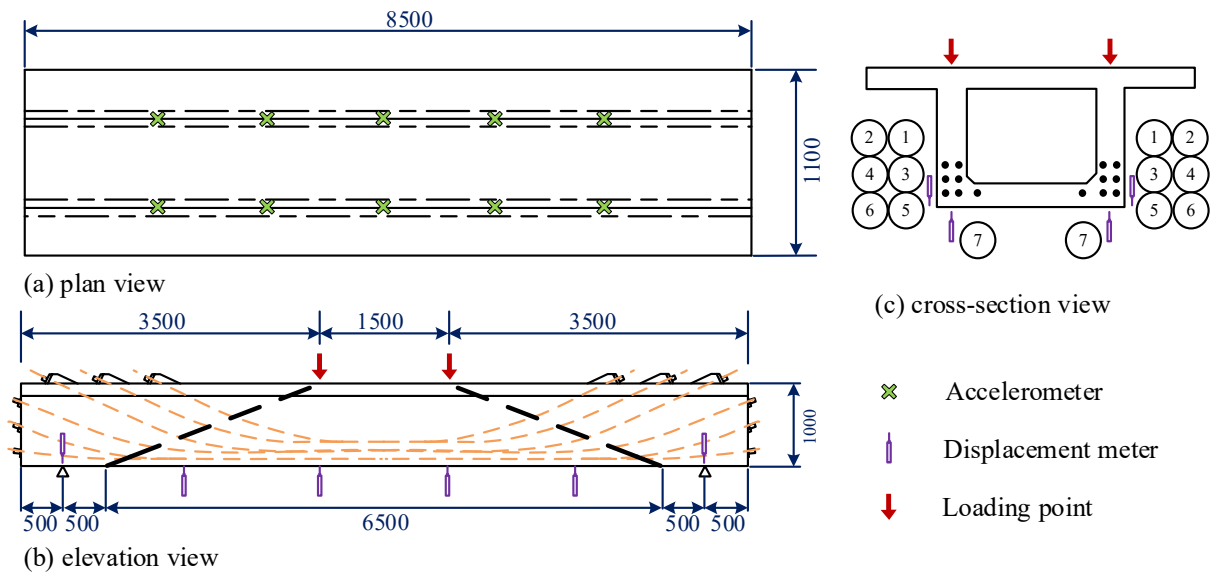 8500
1100
(a) plan view
2 1 1 2
4 3 3 4
6 5 5 6
7 7
(c) cross-section view
3500 1500 3500
1000
500 500 6500 500 500
(b) elevation view
Accelerometer
Displacement meter
Loading point